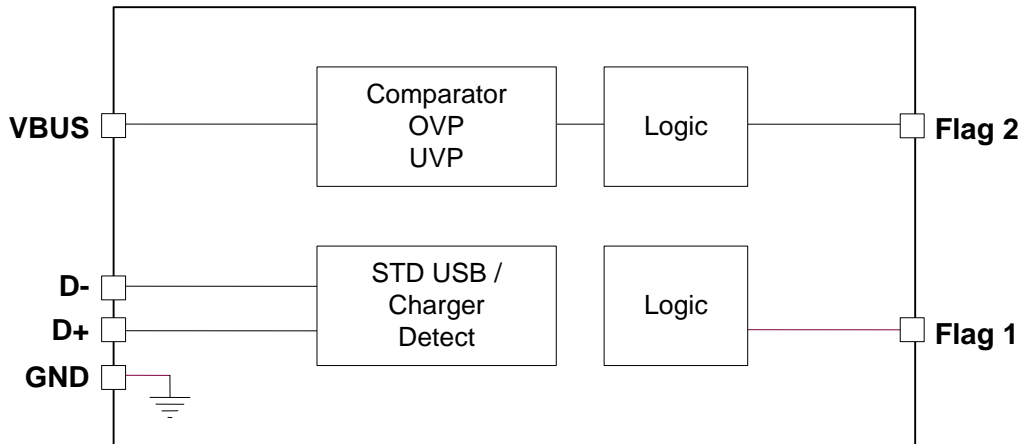 VBUS
Comparator
OVP
UVP
Logic
Flag 2
D-
D+
GND
STD USB /
Charger
Detect
Logic
Flag 1